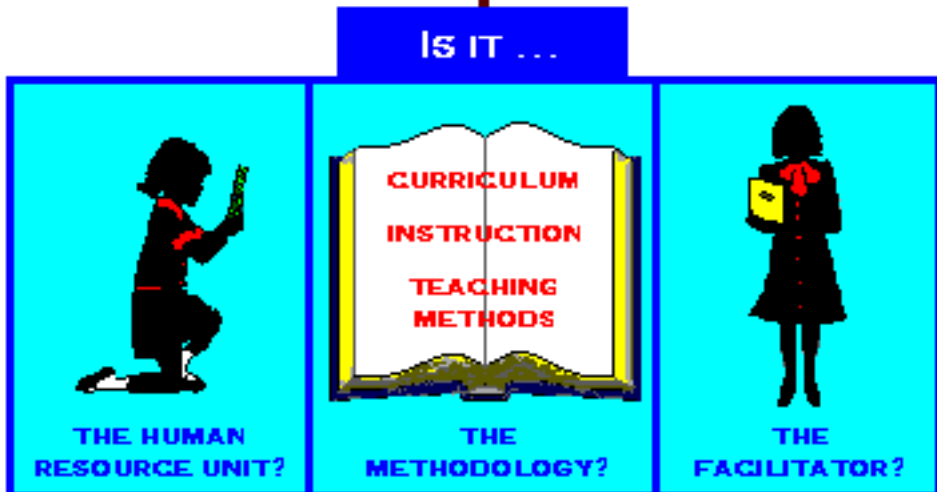 IS IT ...
CURRICULUM
INSTRUCTION
TEACHING
METHODS
THE HUMAN
RESOURCE UNIT?
THE
METHODOLOGY?
THE
FACILITATOR?